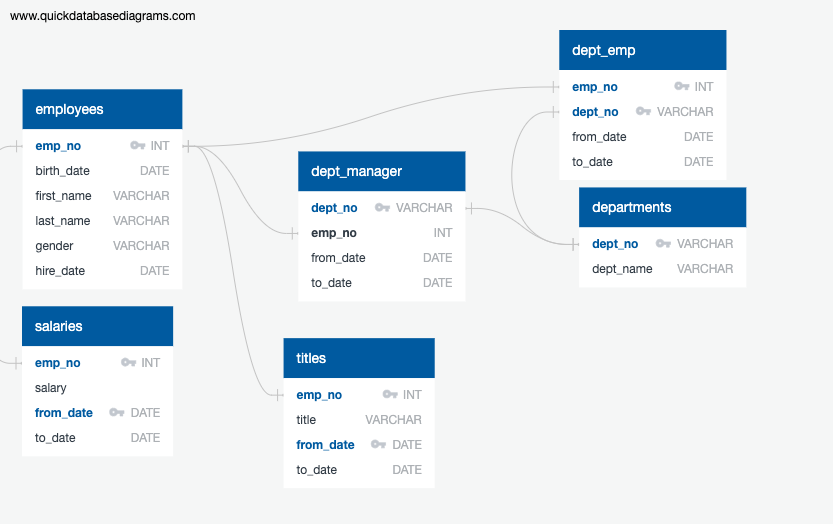 www.quickdatabasediagrams.com
employees
emp_no INT
birth_date DATE
first_name VARCHAR
last_name VARCHAR
gender VARCHAR
hire_date DATE
salaries
emp_no INT
salary
from_date DATE
to_date DATE
dept_manager
dept_no VARCHAR
emp_no INT
from_date DATE
to_date DATE
titles
emp_no INT
title VARCHAR
from_date DATE
to_date DATE
dept_emp
emp_no INT
dept_no VARCHAR
from_date DATE
to_date DATE
departments
dept_no VARCHAR
dept_name VARCHAR